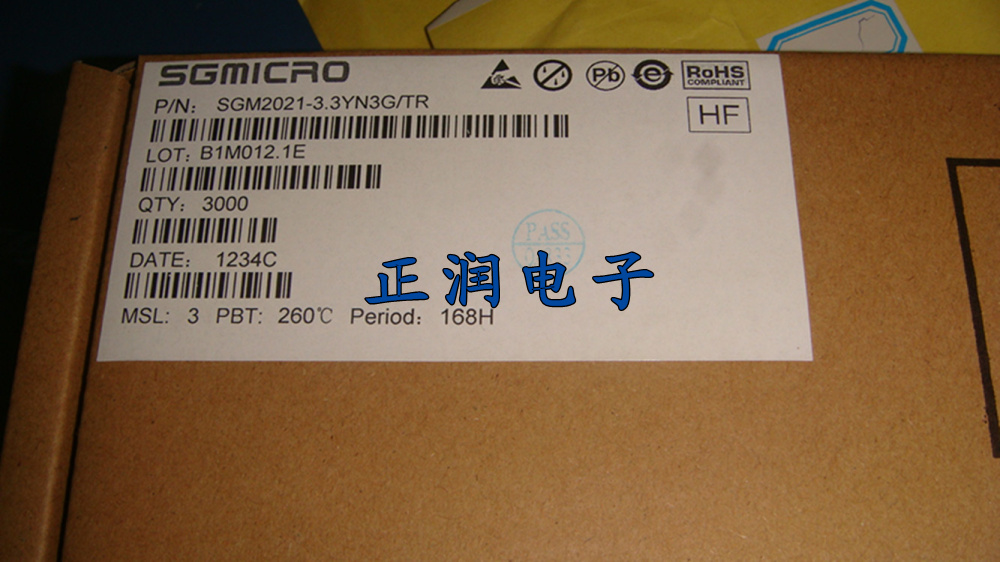 SGMICRO
P/N: SGM2021-3.3YN3G/TR
LOT: B1M012.1E
QTY: 3000
DATE: 1234C
MSL: 3 PBT: 260℃ Period: 168H
Pb
e
RoHS
COMPLIANT
HF
PASS
正润电子